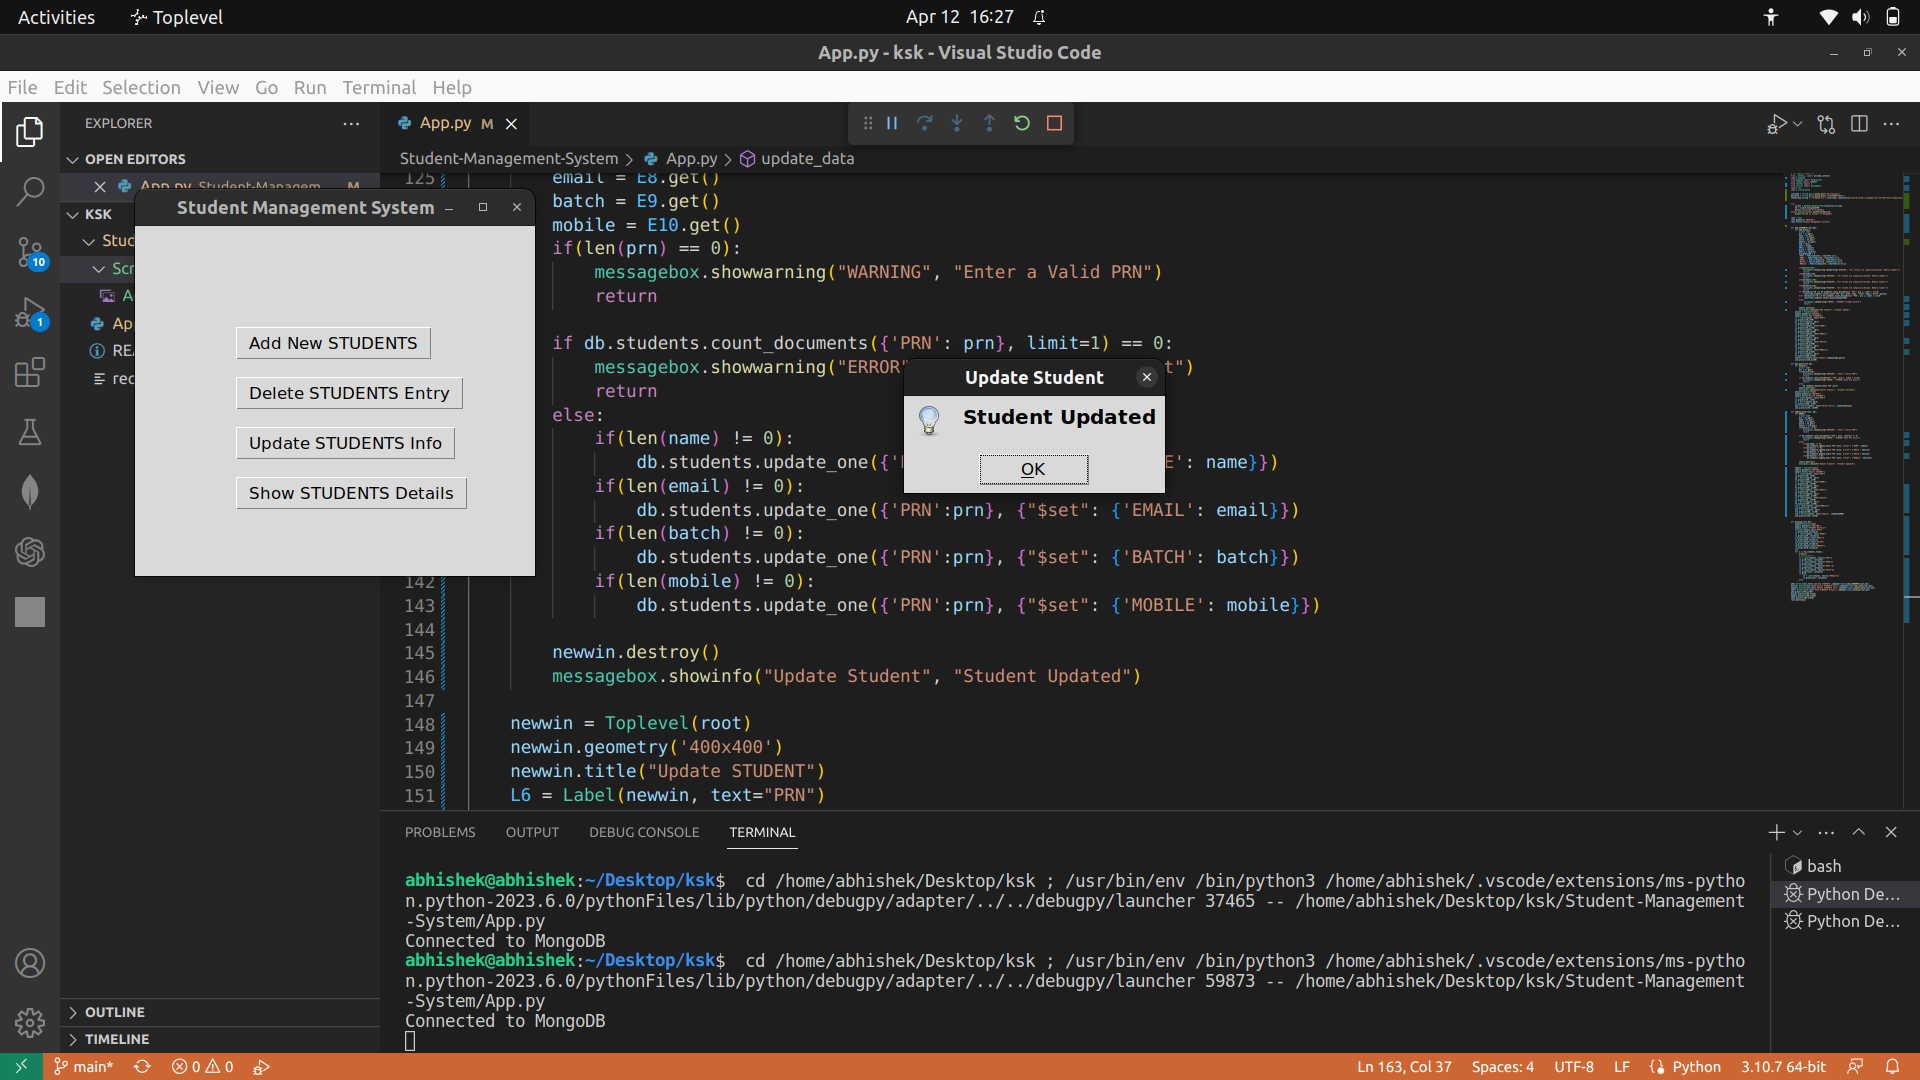 Activities Toplevel Apr 12 16:27
App.py - ksk - Visual Studio Code
File Edit Selection View Go Run Terminal Help
EXPLORER
OPEN EDITORS
App.py Student-Managem... M
KSK
Stud
Scr
A
Ap
REA
rec
10
1
OUTLINE
TIMELINE
App.py M
Student-Management-System > App.py > update_data
125 email = E8.get()
batch = E9.get()
mobile = E10.get()
if(len(prn) == 0):
messagebox.showwarning("WARNING", "Enter a Valid PRN")
return
if db.students.count_documents({'PRN': prn}, limit=1) == 0:
messagebox.showwarning("ERROR" t")
return
else:
if(len(name) != 0):
db.students.update_one({' E': name}})
if(len(email) != 0):
db.students.update_one({'PRN':prn}, {"$set": {'EMAIL': email}})
if(len(batch) != 0):
db.students.update_one({'PRN':prn}, {"$set": {'BATCH': batch}})
142 if(len(mobile) != 0):
143 db.students.update_one({'PRN':prn}, {"$set": {'MOBILE': mobile}})
144
145 newwin.destroy()
146 messagebox.showinfo("Update Student", "Student Updated")
147
148 newwin = Toplevel(root)
149 newwin.geometry('400x400')
150 newwin.title("Update STUDENT")
151 L6 = Label(newwin, text="PRN")
Student Management System
Add New STUDENTS
Delete STUDENTS Entry
Update STUDENTS Info
Show STUDENTS Details
Update Student
Student Updated
OK
PROBLEMS OUTPUT DEBUG CONSOLE TERMINAL
abhishek@abhishek:~/Desktop/ksk$ cd /home/abhishek/Desktop/ksk ; /usr/bin/env /bin/python3 /home/abhishek/.vscode/extensions/ms-pytho
n.python-2023.6.0/pythonFiles/lib/python/debugpy/adapter/../../debugpy/launcher 37465 -- /home/abhishek/Desktop/ksk/Student-Management
-System/App.py
Connected to MongoDB
abhishek@abhishek:~/Desktop/ksk$ cd /home/abhishek/Desktop/ksk ; /usr/bin/env /bin/python3 /home/abhishek/.vscode/extensions/ms-pytho
n.python-2023.6.0/pythonFiles/lib/python/debugpy/adapter/../../debugpy/launcher 59873 -- /home/abhishek/Desktop/ksk/Student-Management
-System/App.py
Connected to MongoDB
bash
Python De...
Python De...
main* 0 0 Ln 163, Col 37 Spaces: 4 UTF-8 LF Python 3.10.7 64-bit